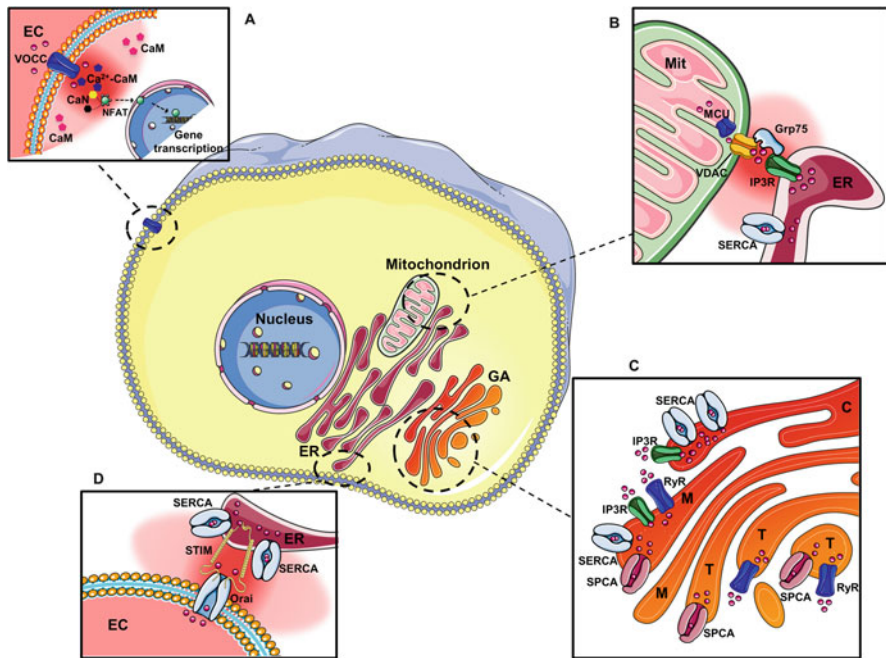 A
EC
VOCC
CaM
Ca²⁺-CaM
CaN
NFAT
CaM
Gene
transcription
B
Mit
MCU
Grp75
VDAC
IP3R
ER
SERCA
Mitochondrion
Nucleus
GA
ER
C
SERCA
C
IP3R
RyR
M
IP3R
SERCA
SPCA
M
T
T
T
SPCA
RyR
SPCA
D
SERCA
ER
STIM
SERCA
Orai
EC